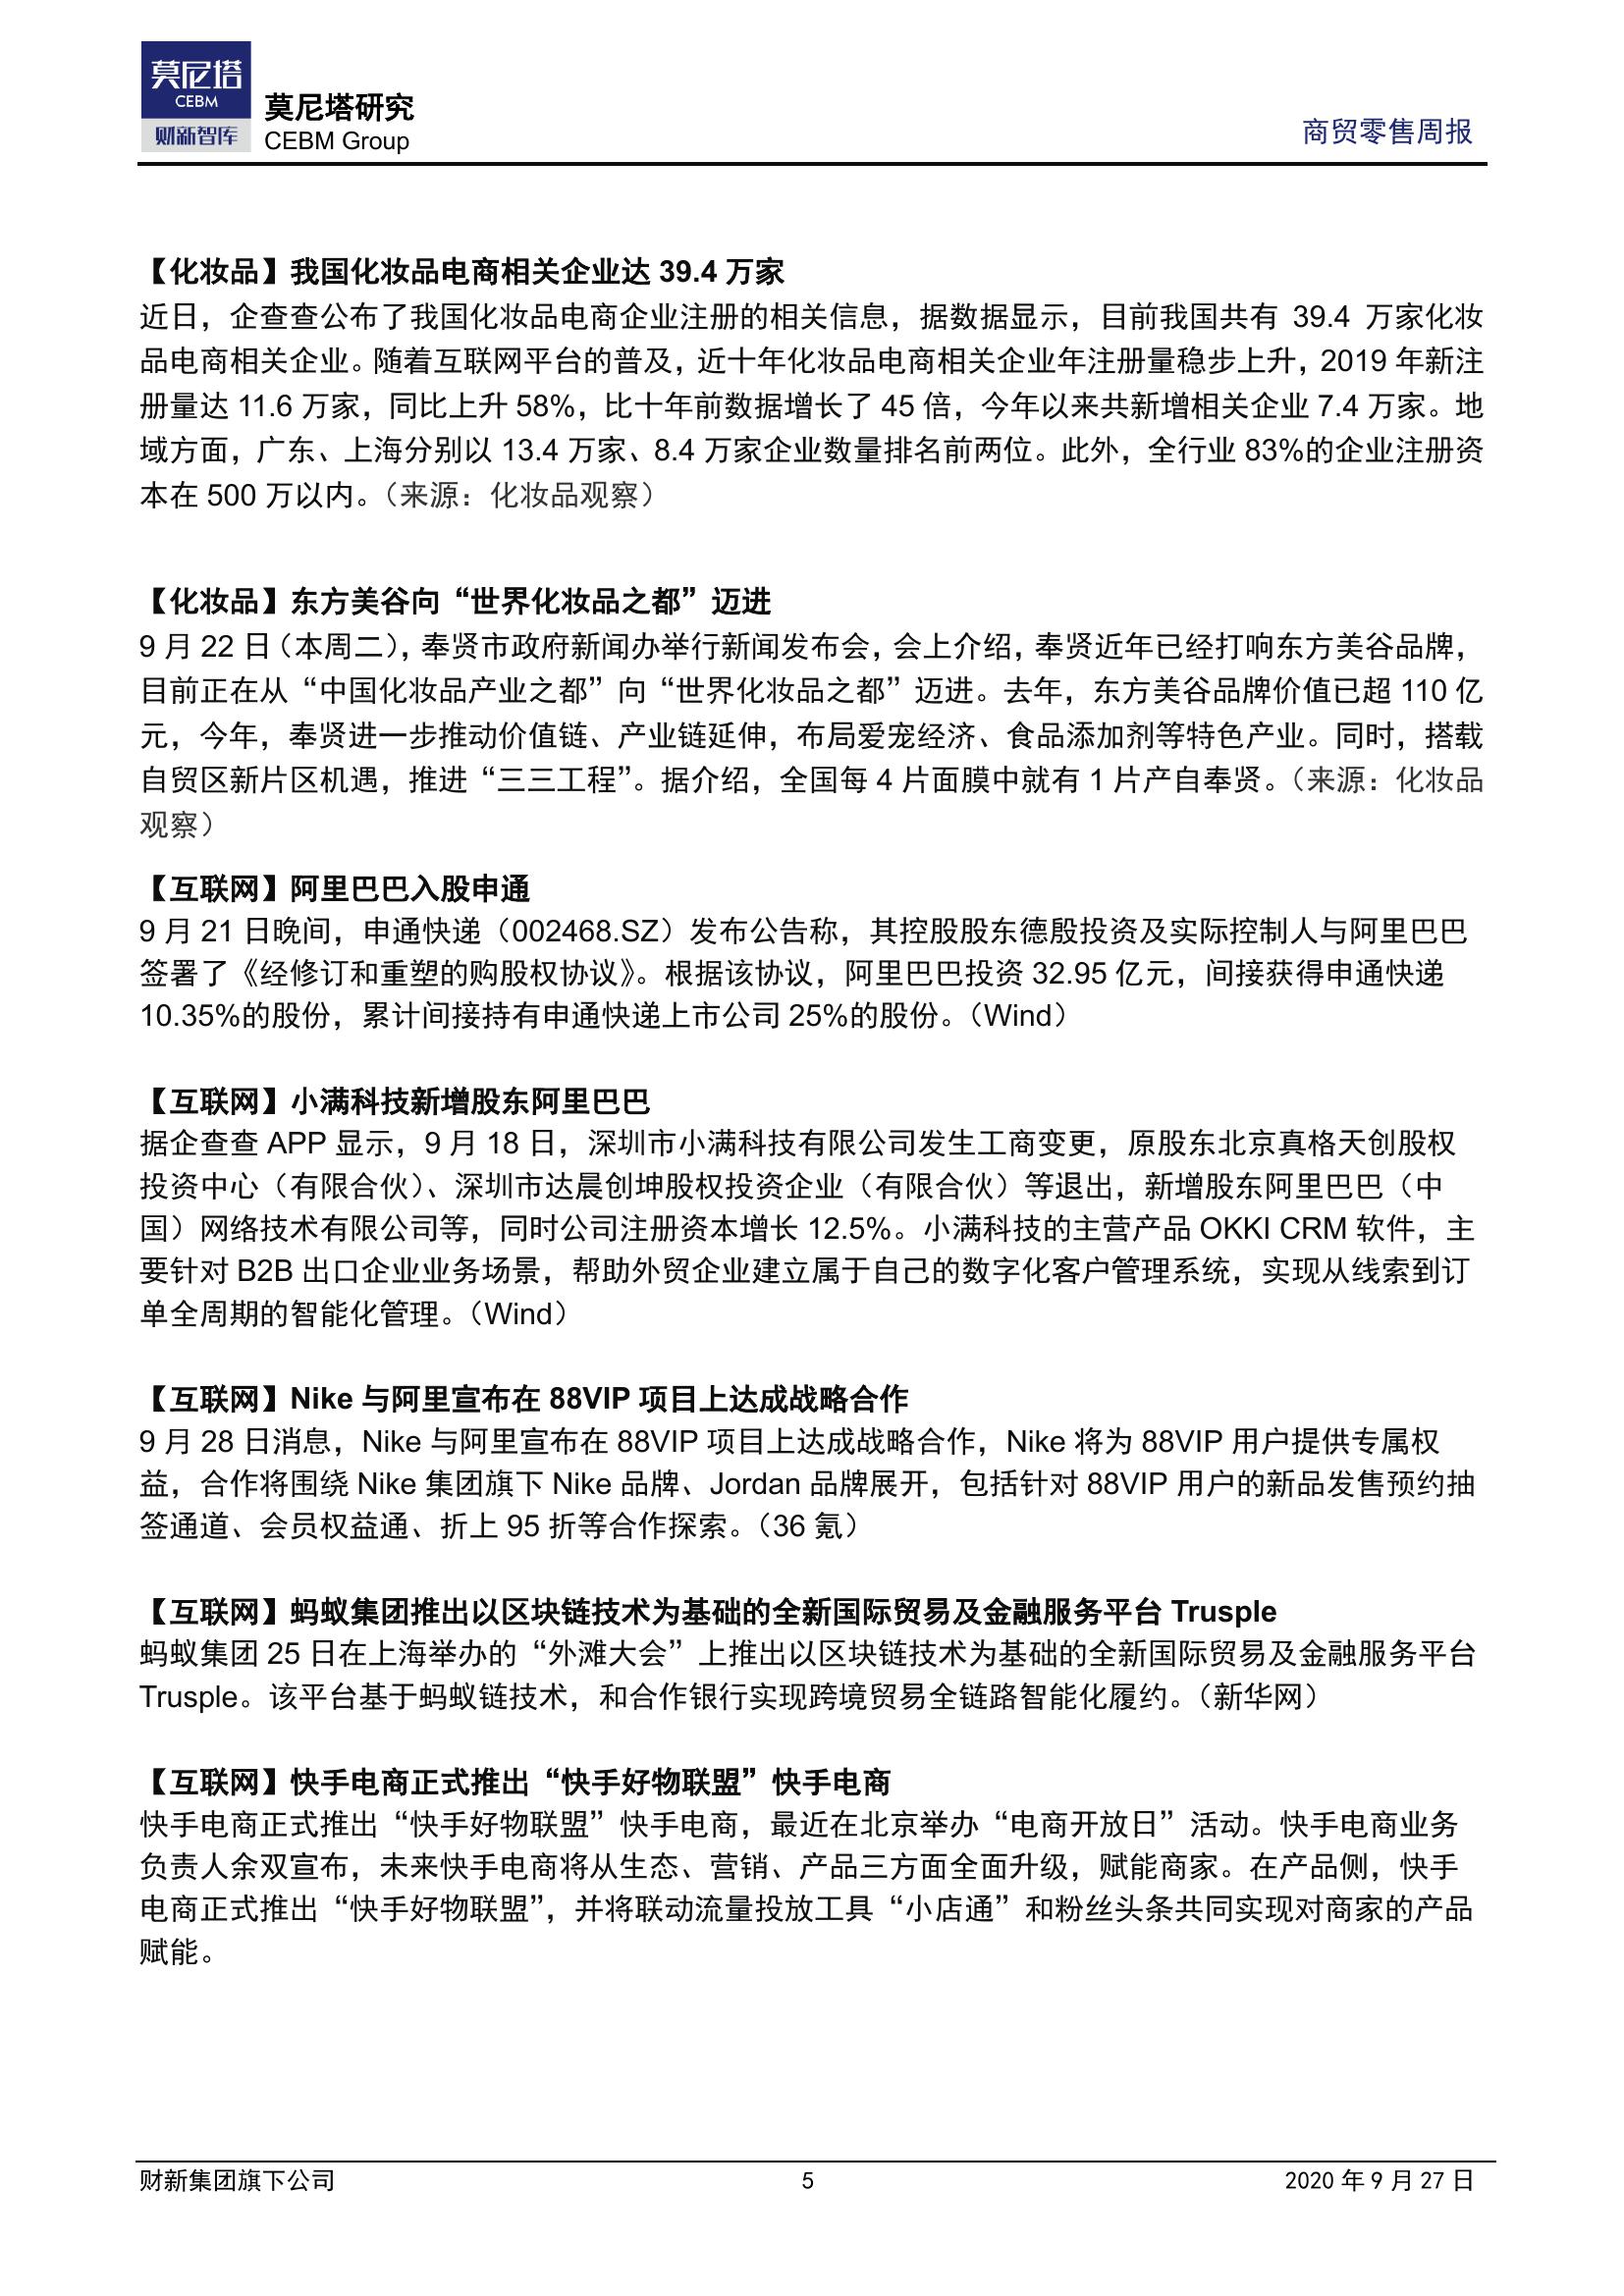 莫尼塔
CEBM
财新智库
莫尼塔研究
CEBM Group
商贸零售周报
【化妆品】我国化妆品电商相关企业达 39.4 万家
近日，企查查公布了我国化妆品电商企业注册的相关信息，据数据显示，目前我国共有 39.4 万家化妆
品电商相关企业。随着互联网平台的普及，近十年化妆品电商相关企业年注册量稳步上升，2019 年新注
册量达 11.6 万家，同比上升 58%，比十年前数据增长了 45 倍，今年以来共新增相关企业 7.4 万家。地
域方面，广东、上海分别以 13.4 万家、8.4 万家企业数量排名前两位。此外，全行业 83%的企业注册资
本在 500 万以内。（来源：化妆品观察）
【化妆品】东方美谷向“世界化妆品之都”迈进
9 月 22 日（本周二），奉贤市政府新闻办举行新闻发布会，会上介绍，奉贤近年已经打响东方美谷品牌，
目前正在从“中国化妆品产业之都”向“世界化妆品之都”迈进。去年，东方美谷品牌价值已超 110 亿
元，今年，奉贤进一步推动价值链、产业链延伸，布局爱宠经济、食品添加剂等特色产业。同时，搭载
自贸区新片区机遇，推进“三三工程”。据介绍，全国每 4 片面膜中就有 1 片产自奉贤。（来源：化妆品
观察）
【互联网】阿里巴巴入股申通
9 月 21 日晚间，申通快递（002468.SZ）发布公告称，其控股股东德殷投资及实际控制人与阿里巴巴
签署了《经修订和重塑的购股权协议》。根据该协议，阿里巴巴投资 32.95 亿元，间接获得申通快递
10.35%的股份，累计间接持有申通快递上市公司 25%的股份。（Wind）
【互联网】小满科技新增股东阿里巴巴
据企查查 APP 显示，9 月 18 日，深圳市小满科技有限公司发生工商变更，原股东北京真格天创股权
投资中心（有限合伙）、深圳市达晨创坤股权投资企业（有限合伙）等退出，新增股东阿里巴巴（中
国）网络技术有限公司等，同时公司注册资本增长 12.5%。小满科技的主营产品 OKKI CRM 软件，主
要针对 B2B 出口企业业务场景，帮助外贸企业建立属于自己的数字化客户管理系统，实现从线索到订
单全周期的智能化管理。（Wind）
【互联网】Nike 与阿里宣布在 88VIP 项目上达成战略合作
9 月 28 日消息，Nike 与阿里宣布在 88VIP 项目上达成战略合作，Nike 将为 88VIP 用户提供专属权
益，合作将围绕 Nike 集团旗下 Nike 品牌、Jordan 品牌展开，包括针对 88VIP 用户的新品发售预约抽
签通道、会员权益通、折上 95 折等合作探索。（36 氪）
【互联网】蚂蚁集团推出以区块链技术为基础的全新国际贸易及金融服务平台 Trusple
蚂蚁集团 25 日在上海举办的“外滩大会”上推出以区块链技术为基础的全新国际贸易及金融服务平台
Trusple。该平台基于蚂蚁链技术，和合作银行实现跨境贸易全链路智能化履约。（新华网）
【互联网】快手电商正式推出“快手好物联盟”快手电商
快手电商正式推出“快手好物联盟”快手电商，最近在北京举办“电商开放日”活动。快手电商业务
负责人余双宣布，未来快手电商将从生态、营销、产品三方面全面升级，赋能商家。在产品侧，快手
电商正式推出“快手好物联盟”，并将联动流量投放工具“小店通”和粉丝头条共同实现对商家的产品
赋能。
财新集团旗下公司
5
2020 年 9 月 27 日